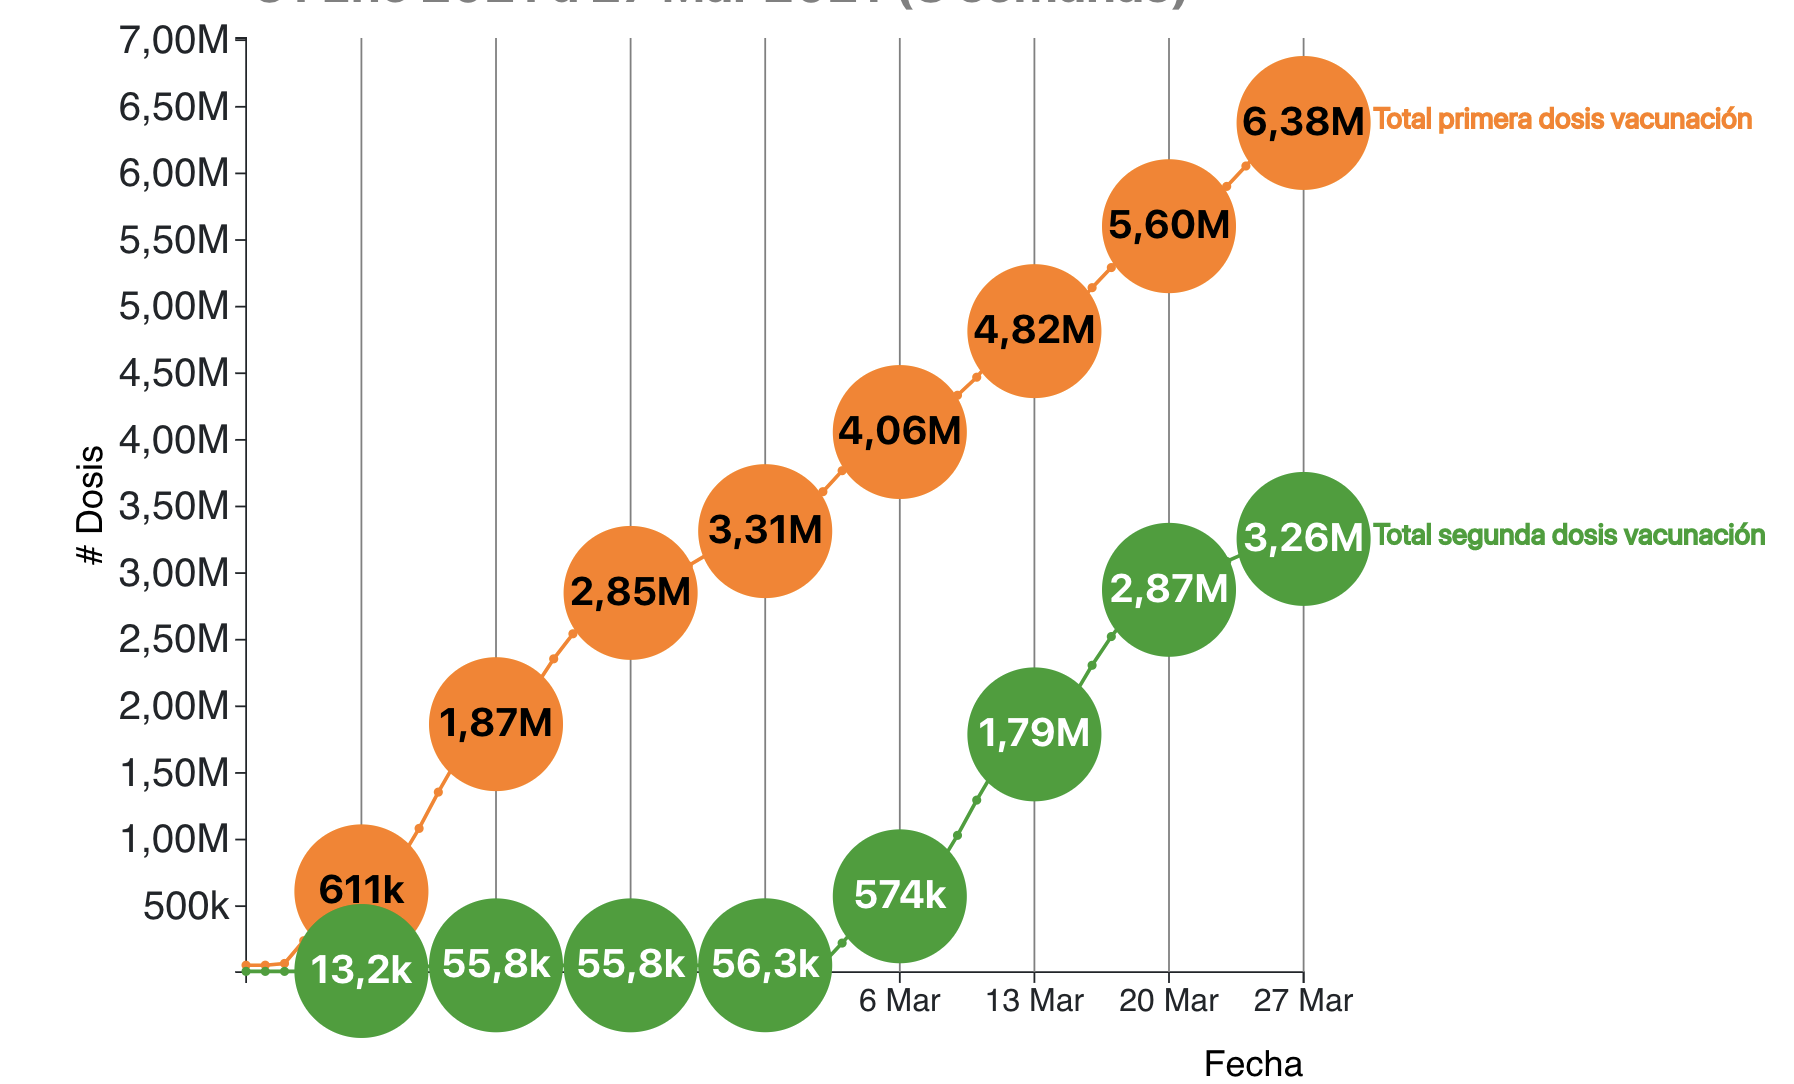 7,00M
6,50M
6,00M
5,50M
5,00M
4,50M
4,00M
3,50M
3,00M
2,50M
2,00M
1,50M
1,00M
500k
# Dosis
611k
1,87M
2,85M
3,31M
4,06M
4,82M
5,60M
6,38M
Total primera dosis vacunación
13,2k
55,8k
55,8k
56,3k
574k
1,79M
2,87M
3,26M
Total segunda dosis vacunación
6 Mar
13 Mar
20 Mar
27 Mar
Fecha